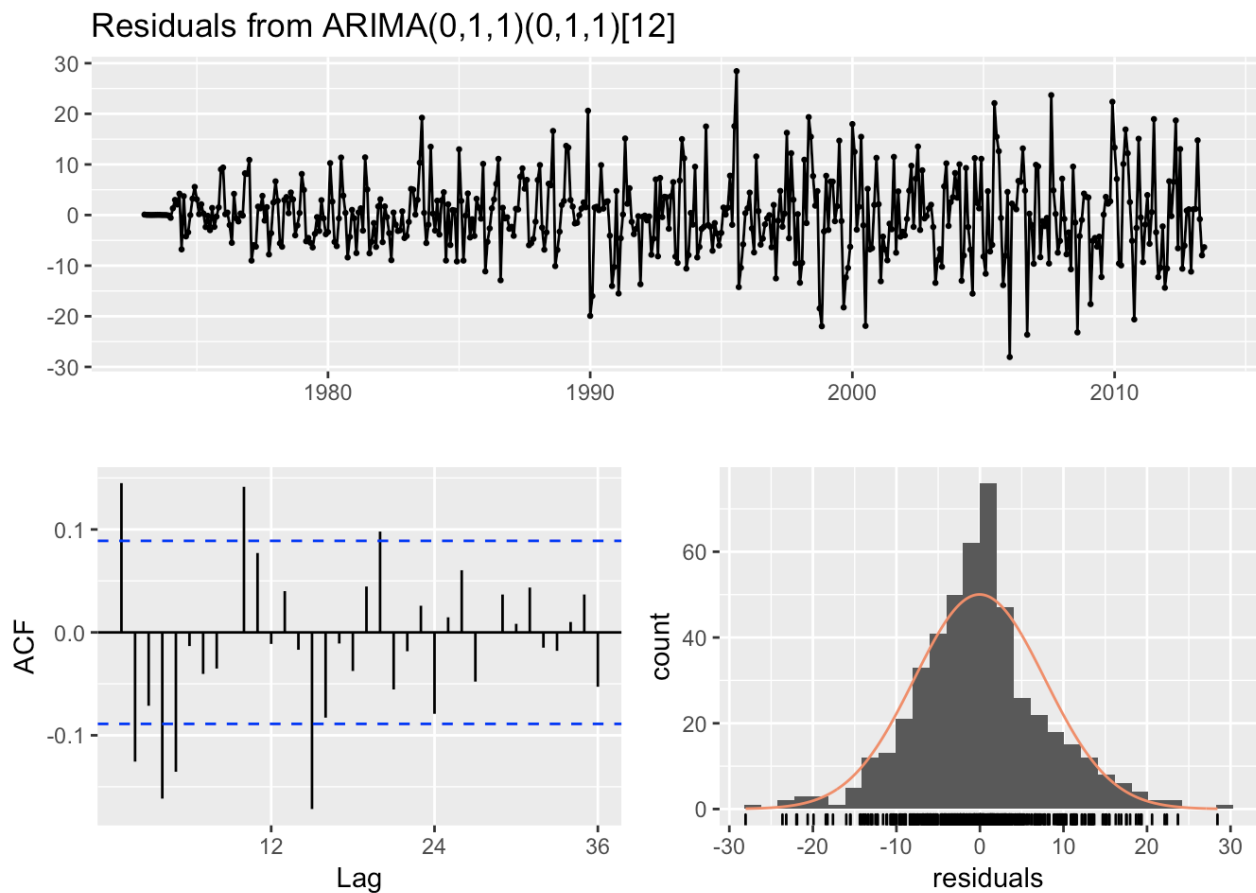 Residuals from ARIMA(0,1,1)(0,1,1)[12]
30
20
10
0
-10
-20
-30
1980 1990 2000 2010
ACF
0.1
0.0
-0.1
12 24 36
Lag
count
60
40
20
0
-30 -20 -10 0 10 20 30
residuals